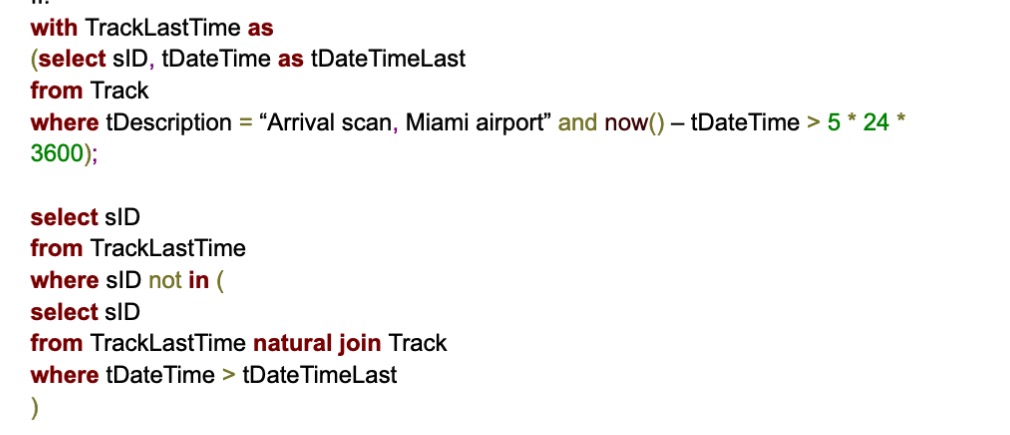 with TrackLastTime as
(select sID, tDateTime as tDateTimeLast
from Track
where tDescription = “Arrival scan, Miami airport” and now() – tDateTime > 5 * 24 *
3600);
select sID
from TrackLastTime
where sID not in (
select sID
from TrackLastTime natural join Track
where tDateTime > tDateTimeLast
)